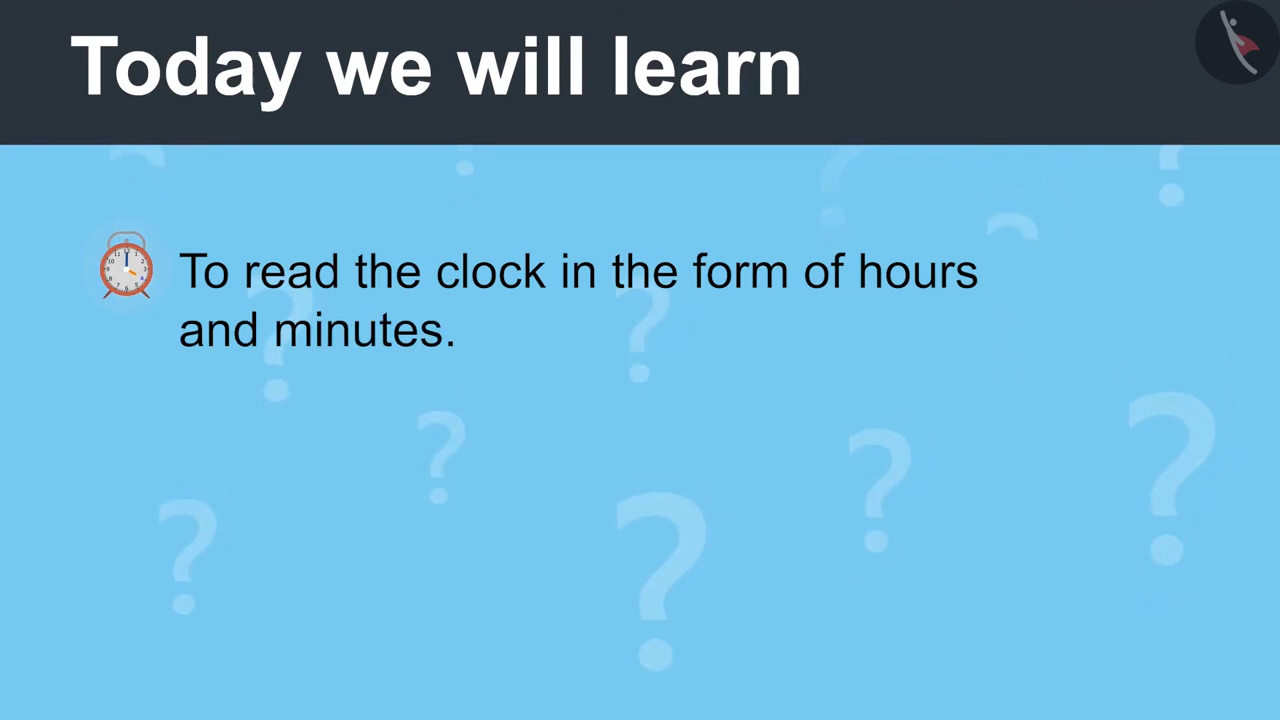 Today we will learn
To read the clock in the form of hours
and minutes.